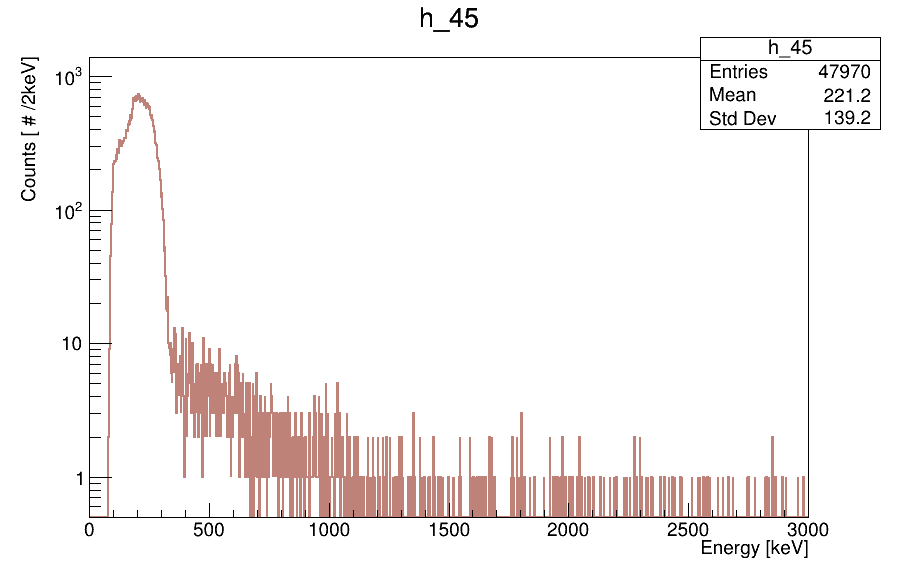 h_45
h_45
Entries 47970
Mean 221.2
Std Dev 139.2
Counts [ # /2keV]
10³
10²
10
1
0 500 1000 1500 2000 2500 3000
Energy [keV]